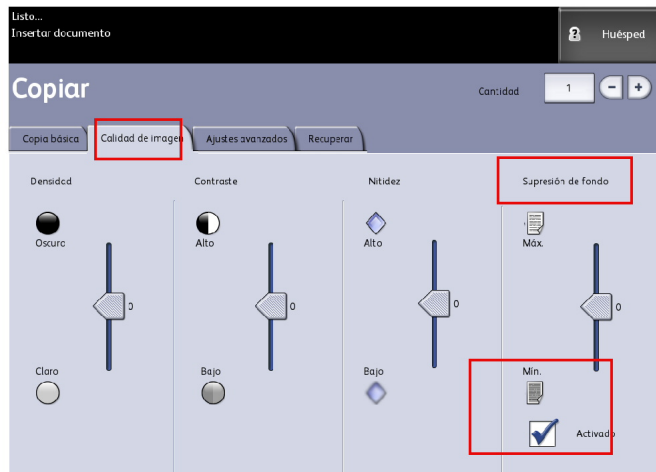 Listo...
Insertar documento
Huésped
Copiar
Cantidad
1
- +
Copia básica Calidad de imagen Ajustes avanzados Recuperar
Densidad Contraste Nitidez Supresión de fondo
Oscuro Alto Alto Máx.
0 0 0 0
Claro Bajo Bajo Mín.
Activado